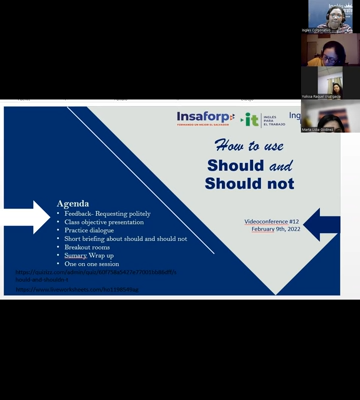 Insaforp
it
INGLÉS
PARA
EL TRABAJO
Ing
How to use
Should and
Should not
Agenda
• Feedback- Requesting politely
• Class objective presentation
• Practice dialogue
• Short briefing about should and should not
• Breakout rooms
• Sumary Wrap up
• One on one session
Videoconference #12
February 9th, 2022